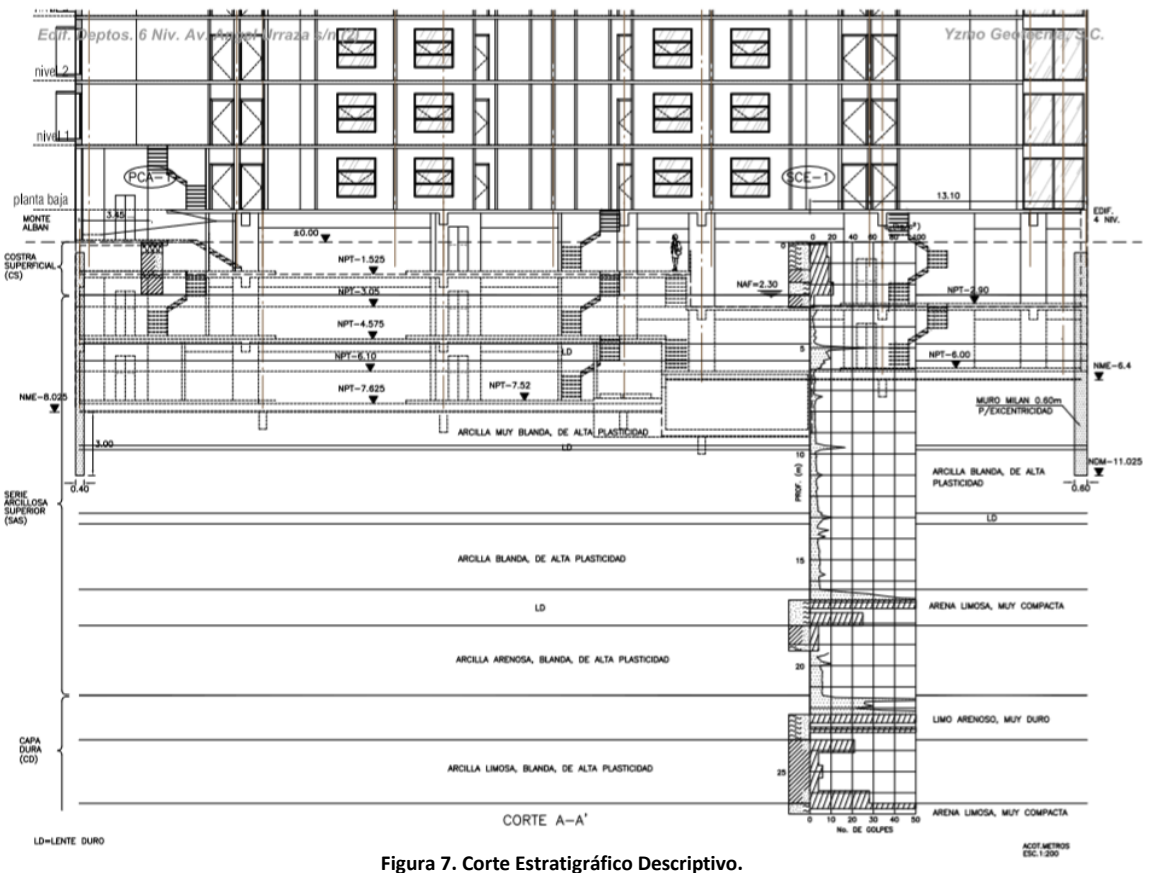 Edif. Deptos. 6 Niv. Av. Angel Urraza s/n (2)
Yzmo Geotecnia, S.C.
nivel 2
nivel 1
planta baja
PCA-1
SCE-1
13.10
MONTE
ALBAN
3.45
EDIF.
4 NIV.
±0.00
0 20 40 60 80 100
0
COSTRA
SUPERFICIAL
(CS)
NPT-1.525
NAF=2.30
NPT-2.90
NPT-3.05
NPT-4.575
5
LD
NPT-6.10
NPT-6.00
NME-6.4
NPT-7.625
NPT-7.52
NME-8.025
MURO MILAN 0.60m
P/EXCENTRICIDAD
3.00
ARCILLA MUY BLANDA, DE ALTA PLASTICIDAD
LD
10
PROF. (m)
NDM-11.025
ARCILLA BLANDA, DE ALTA
PLASTICIDAD
0.40
0.60
SERIE
ARCILLOSA
SUPERIOR
(SAS)
LD
15
ARCILLA BLANDA, DE ALTA PLASTICIDAD
LD
ARENA LIMOSA, MUY COMPACTA
ARCILLA ARENOSA, BLANDA, DE ALTA PLASTICIDAD
20
LIMO ARENOSO, MUY DURO
CAPA
DURA
(CD)
ARCILLA LIMOSA, BLANDA, DE ALTA PLASTICIDAD
25
ARENA LIMOSA, MUY COMPACTA
0 10 20 30 40 50
No. DE GOLPES
CORTE A-A'
LD=LENTE DURO
ACOT.METROS
ESC.1:200
Figura 7. Corte Estratigráfico Descriptivo.